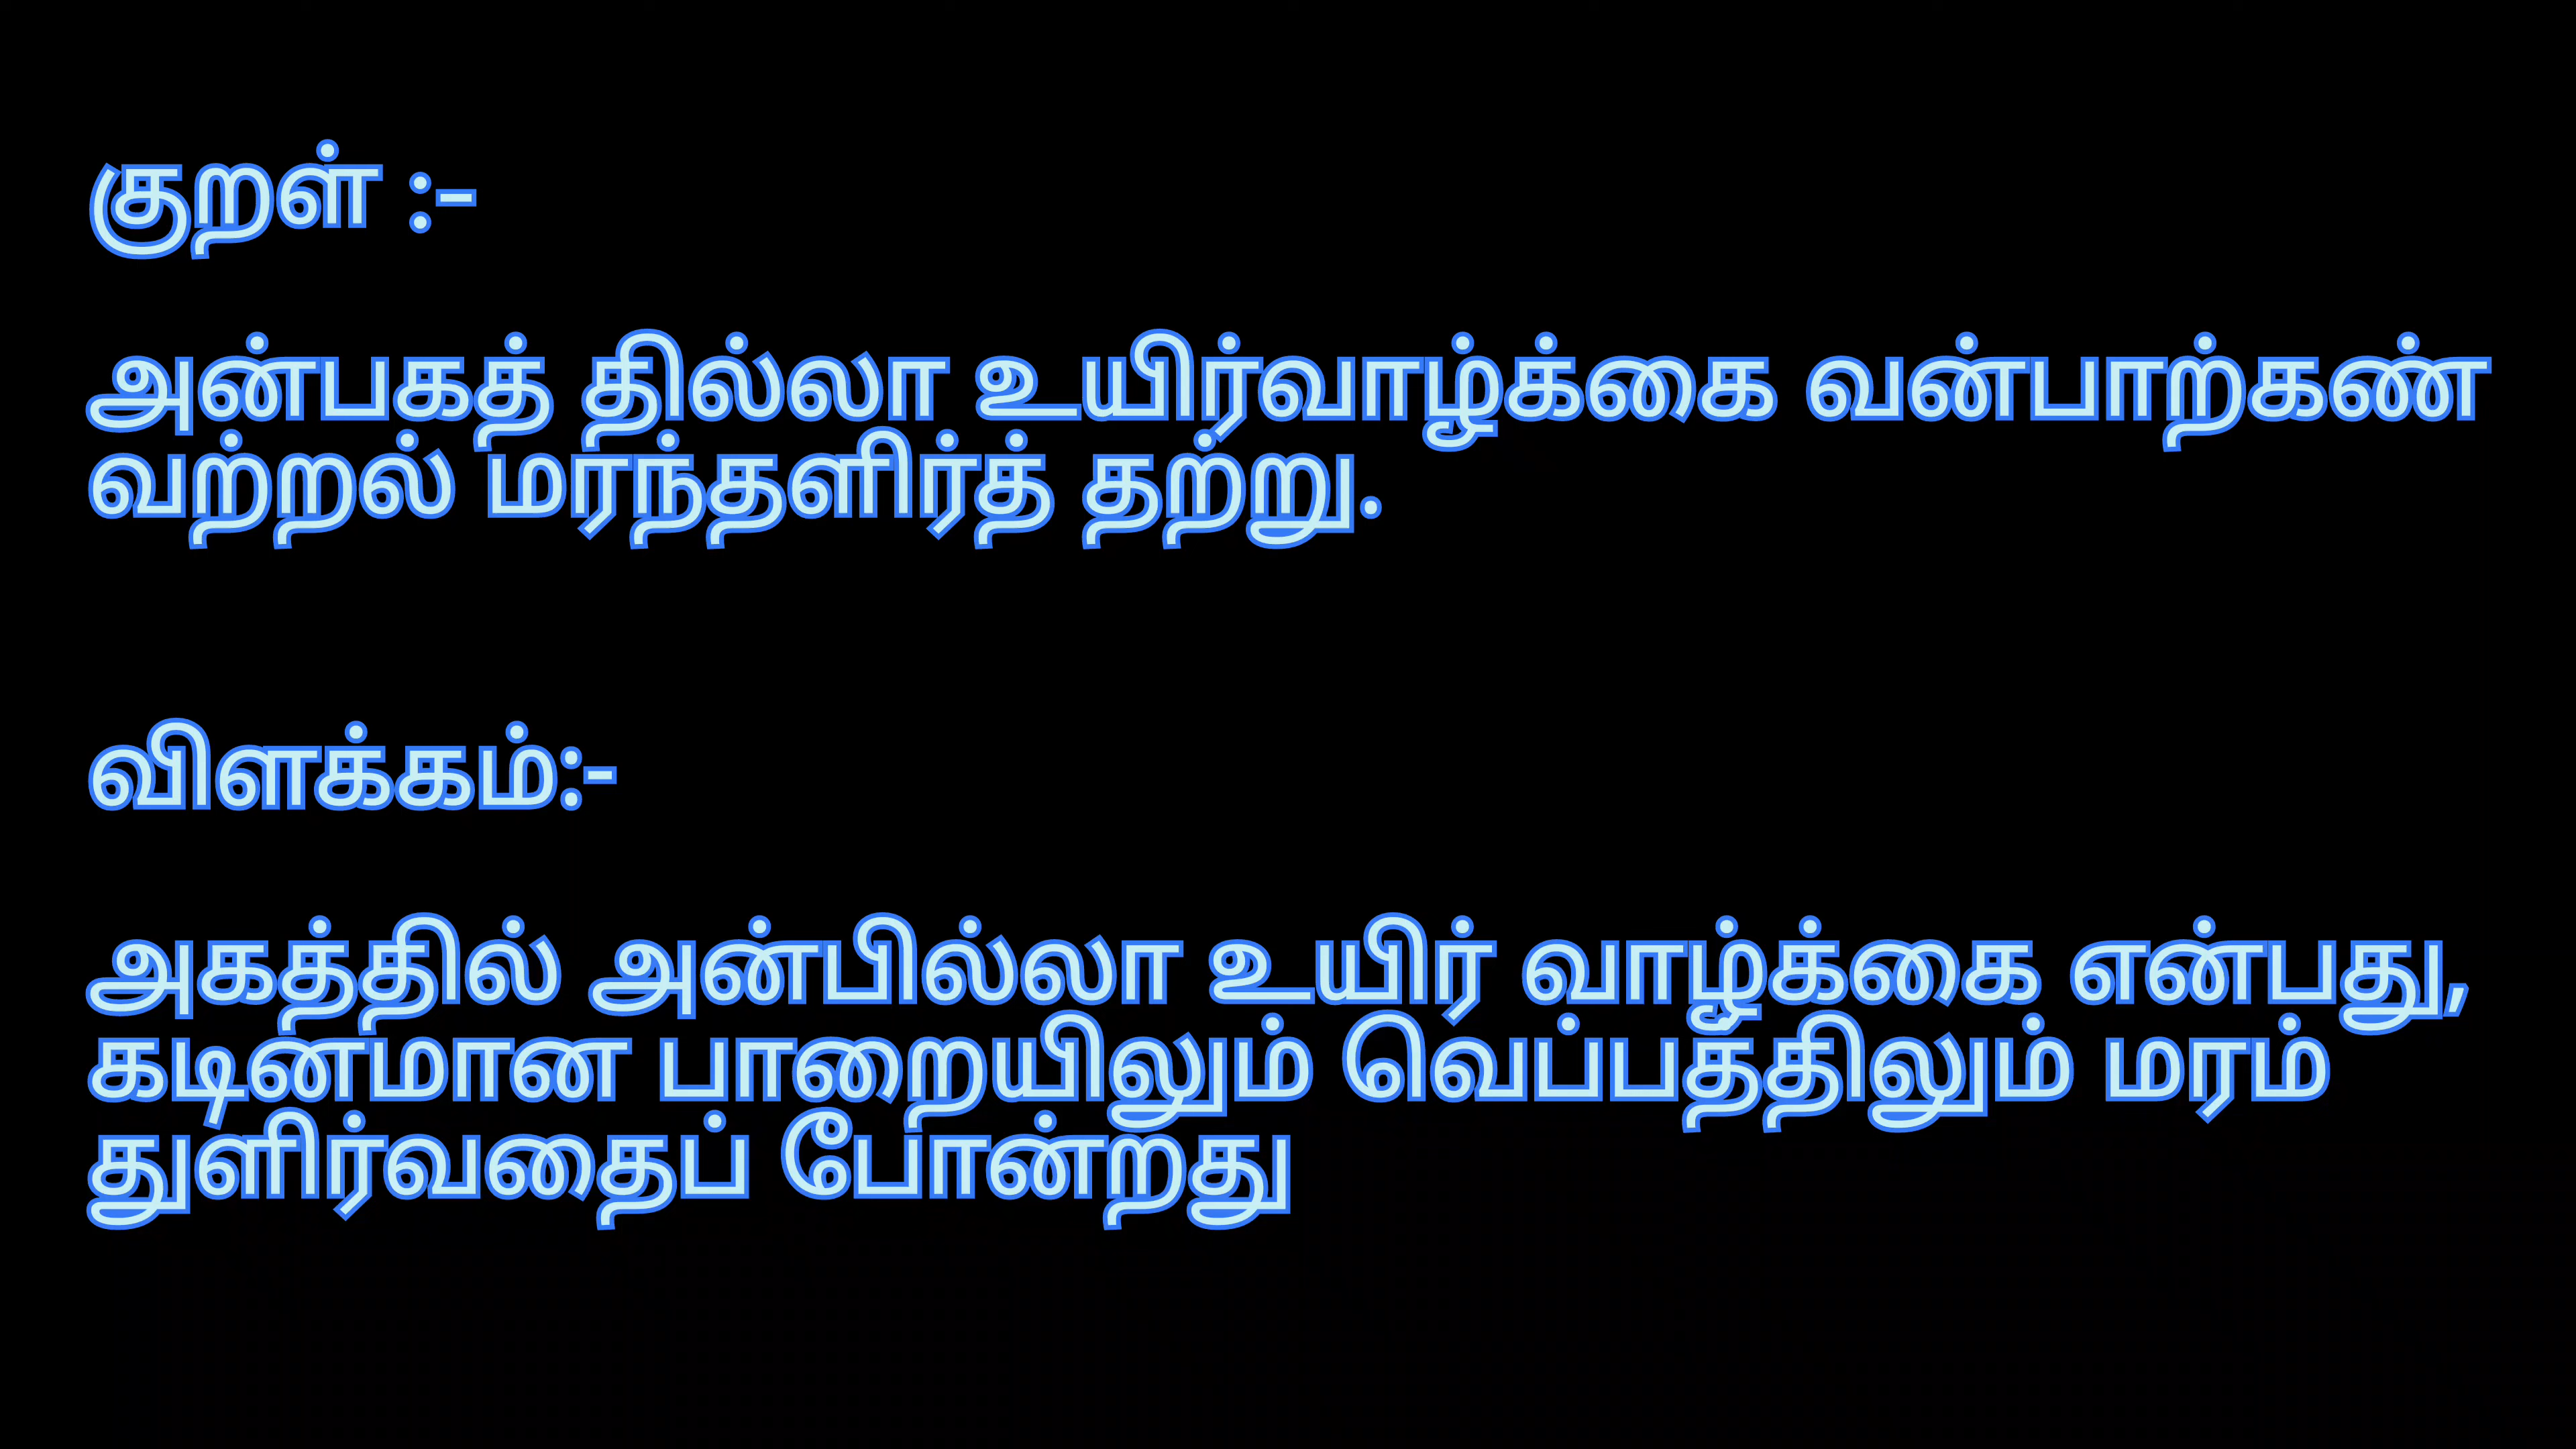 குறள் :-
அன்பகத் தில்லா உயிர்வாழ்க்கை வன்பாற்கண்
வற்றல் மரந்தளிர்த் தற்று.
விளக்கம்:-
அகத்தில் அன்பில்லா உயிர் வாழ்க்கை என்பது,
கடினமான பாறையிலும் வெப்பத்திலும் மரம்
துளிர்வதைப் போன்றது